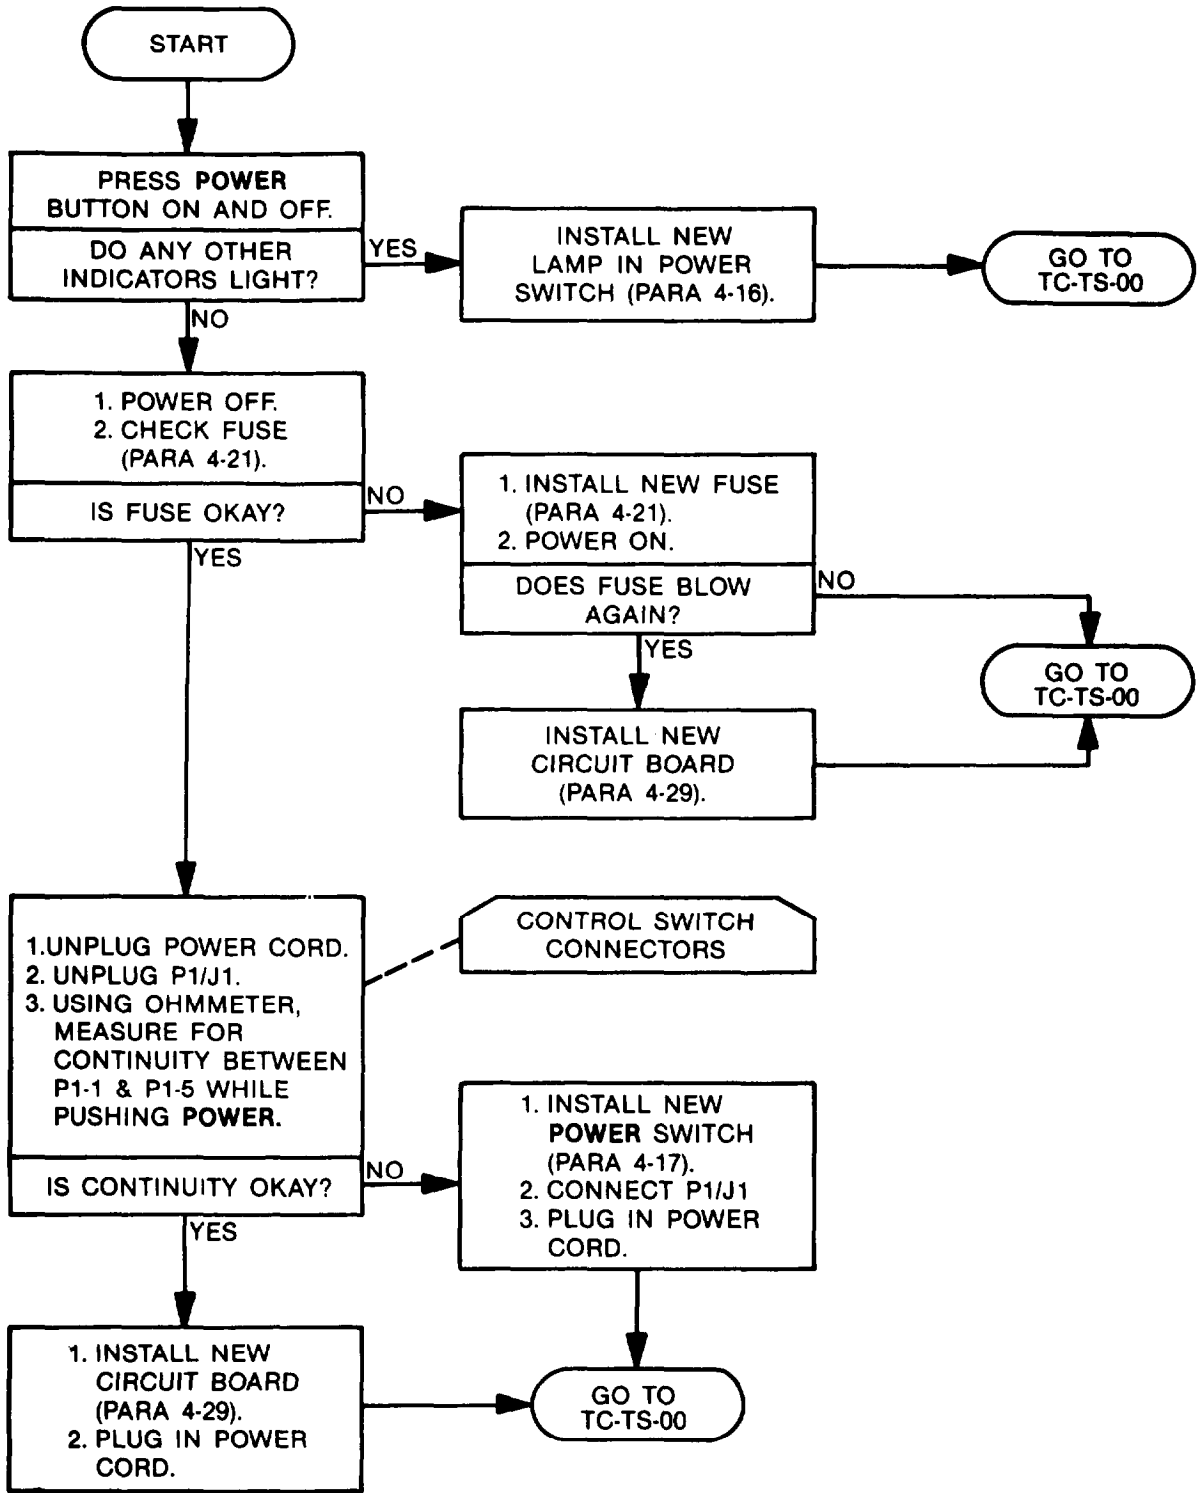 START
PRESS POWER
BUTTON ON AND OFF.
DO ANY OTHER
INDICATORS LIGHT?
YES
INSTALL NEW
LAMP IN POWER
SWITCH (PARA 4-16).
GO TO
TC-TS-00
NO
1. POWER OFF.
2. CHECK FUSE
(PARA 4-21).
IS FUSE OKAY?
NO
1. INSTALL NEW FUSE
(PARA 4-21).
2. POWER ON.
DOES FUSE BLOW
AGAIN?
NO
YES
YES
GO TO
TC-TS-00
INSTALL NEW
CIRCUIT BOARD
(PARA 4-29).
1.UNPLUG POWER CORD.
2. UNPLUG P1/J1.
3. USING OHMMETER,
MEASURE FOR
CONTINUITY BETWEEN
P1-1 & P1-5 WHILE
PUSHING POWER.
IS CONTINUITY OKAY?
CONTROL SWITCH
CONNECTORS
NO
1. INSTALL NEW
POWER SWITCH
(PARA 4-17).
2. CONNECT P1/J1
3. PLUG IN POWER
CORD.
YES
1. INSTALL NEW
CIRCUIT BOARD
(PARA 4-29).
2. PLUG IN POWER
CORD.
GO TO
TC-TS-00